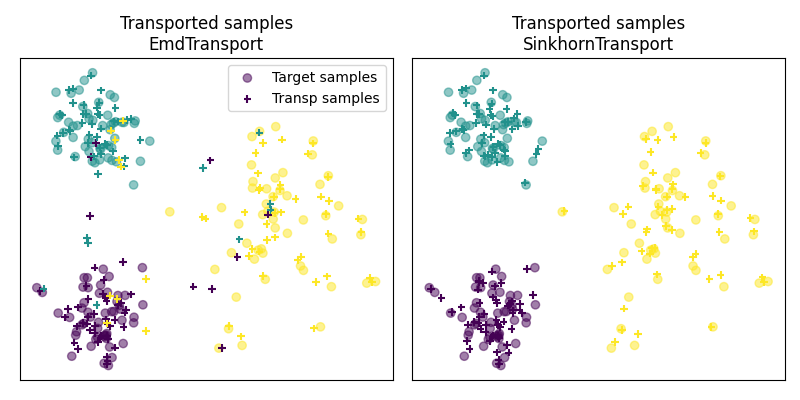 Transported samples
EmdTransport
Target samples
Transp samples
Transported samples
SinkhornTransport